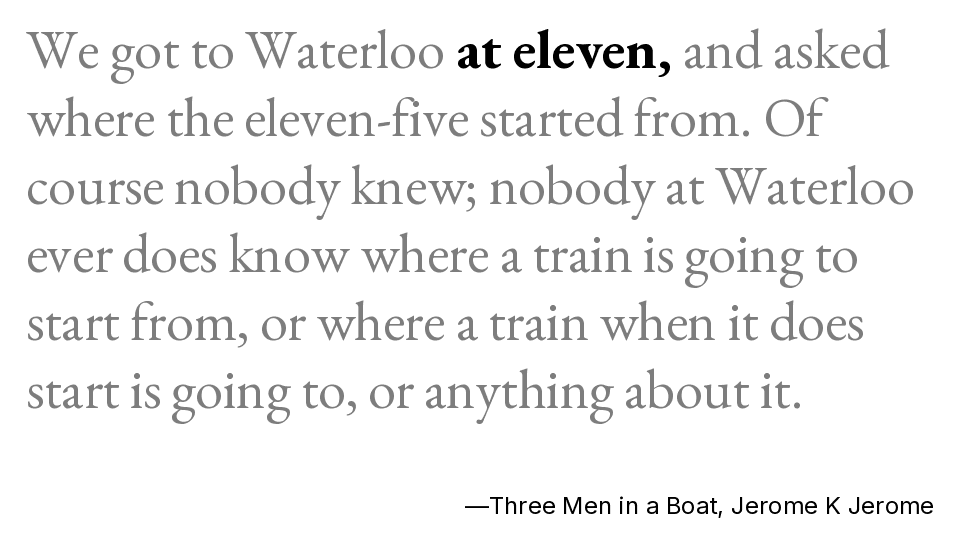 We got to Waterloo at eleven, and asked
where the eleven-five started from. Of
course nobody knew; nobody at Waterloo
ever does know where a train is going to
start from, or where a train when it does
start is going to, or anything about it.
—Three Men in a Boat, Jerome K Jerome